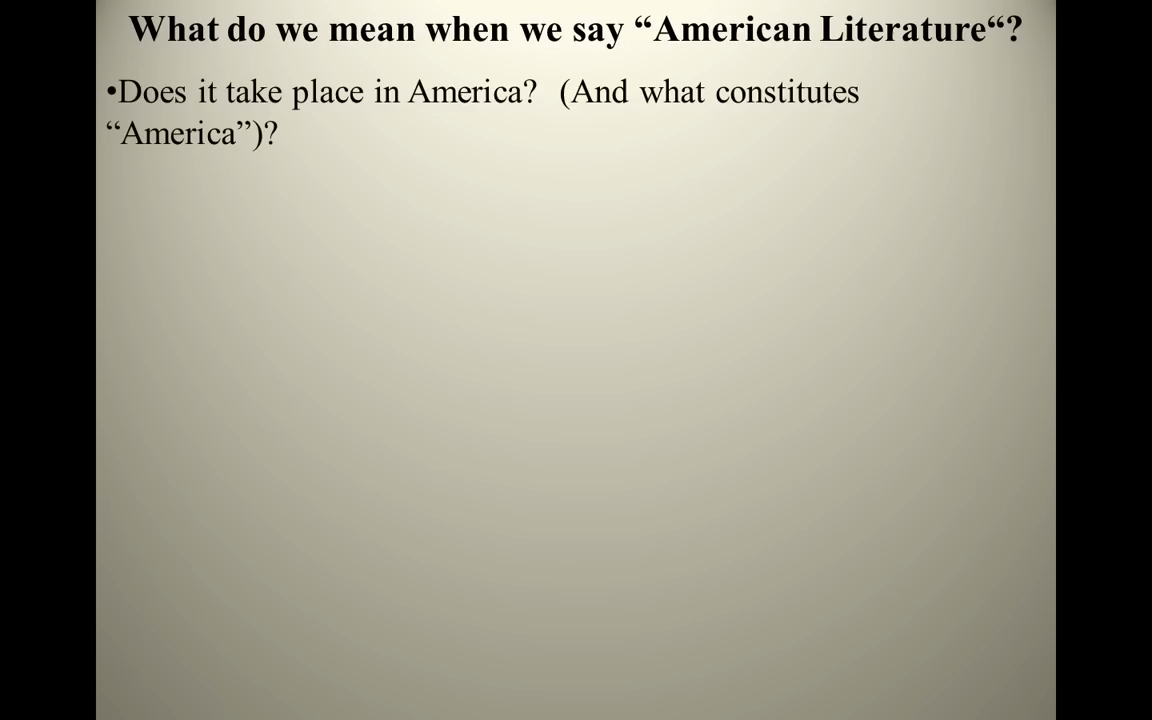 What do we mean when we say “American Literature“?
•Does it take place in America?  (And what constitutes
“America”)?